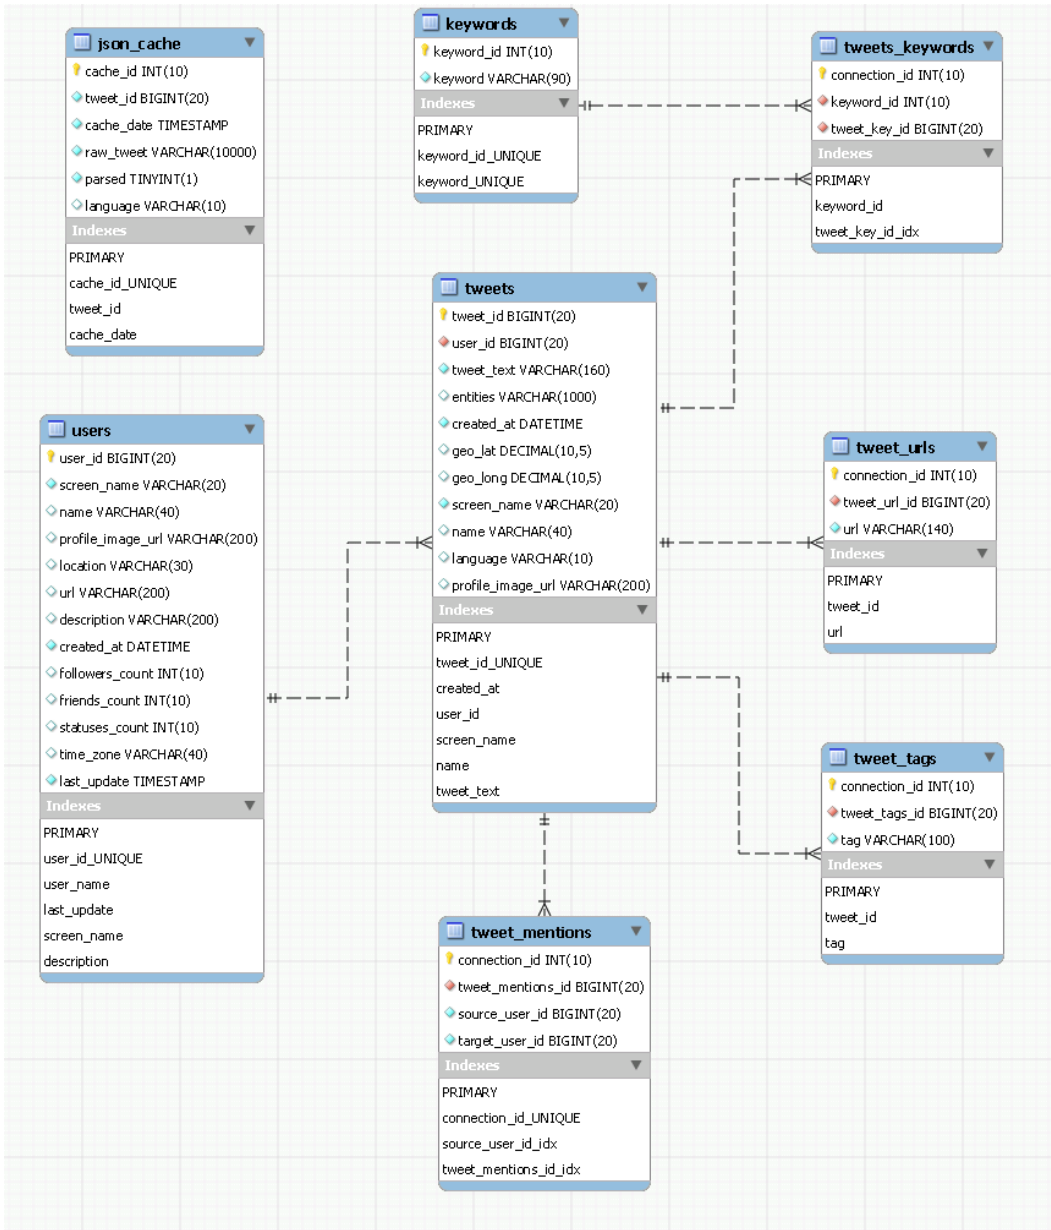 json_cache
cache_id INT(10)
tweet_id BIGINT(20)
cache_date TIMESTAMP
raw_tweet VARCHAR(10000)
parsed TINYINT(1)
language VARCHAR(10)
Indexes
PRIMARY
cache_id_UNIQUE
tweet_id
cache_date
keywords
keyword_id INT(10)
keyword VARCHAR(90)
Indexes
PRIMARY
keyword_id_UNIQUE
keyword_UNIQUE
tweets_keywords
connection_id INT(10)
keyword_id INT(10)
tweet_key_id BIGINT(20)
Indexes
PRIMARY
keyword_id
tweet_key_id_idx
users
user_id BIGINT(20)
screen_name VARCHAR(20)
name VARCHAR(40)
profile_image_url VARCHAR(200)
location VARCHAR(30)
url VARCHAR(200)
description VARCHAR(200)
created_at DATETIME
followers_count INT(10)
friends_count INT(10)
statuses_count INT(10)
time_zone VARCHAR(40)
last_update TIMESTAMP
Indexes
PRIMARY
user_id_UNIQUE
user_name
last_update
screen_name
description
tweets
tweet_id BIGINT(20)
user_id BIGINT(20)
tweet_text VARCHAR(160)
entities VARCHAR(1000)
created_at DATETIME
geo_lat DECIMAL(10,5)
geo_long DECIMAL(10,5)
screen_name VARCHAR(20)
name VARCHAR(40)
language VARCHAR(10)
profile_image_url VARCHAR(200)
Indexes
PRIMARY
tweet_id_UNIQUE
created_at
user_id
screen_name
name
tweet_text
tweet_urls
connection_id INT(10)
tweet_url_id BIGINT(20)
url VARCHAR(140)
Indexes
PRIMARY
tweet_id
url
tweet_tags
connection_id INT(10)
tweet_tags_id BIGINT(20)
tag VARCHAR(100)
Indexes
PRIMARY
tweet_id
tag
tweet_mentions
connection_id INT(10)
tweet_mentions_id BIGINT(20)
source_user_id BIGINT(20)
target_user_id BIGINT(20)
Indexes
PRIMARY
connection_id_UNIQUE
source_user_id_idx
tweet_mentions_id_idx